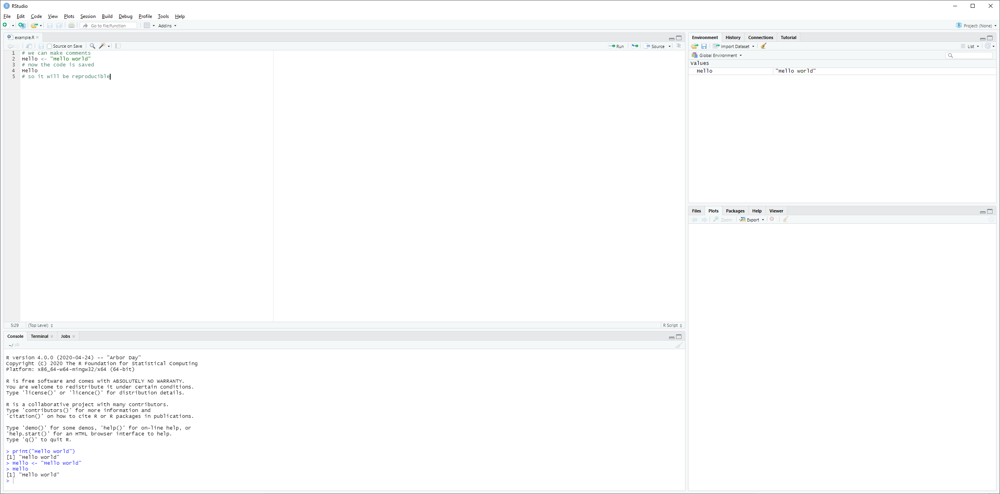 RStudio
File Edit Code View Plots Session Build Debug Profile Tools Help
Go to file/function Addins Project: (None)
example.R
Source on Save Run Source
1 # we can make comments
2 Hello <- "Hello world"
3 # now the code is saved
4 Hello
5 # so it will be reproducible
5:29 (Top Level) R Script
Console Terminal Jobs
~/
R version 4.0.0 (2020-04-24) -- "Arbor Day"
Copyright (C) 2020 The R Foundation for Statistical Computing
Platform: x86_64-w64-mingw32/x64 (64-bit)
R is free software and comes with ABSOLUTELY NO WARRANTY.
You are welcome to redistribute it under certain conditions.
Type 'license()' or 'licence()' for distribution details.
R is a collaborative project with many contributors.
Type 'contributors()' for more information and
'citation()' on how to cite R or R packages in publications.
Type 'demo()' for some demos, 'help()' for on-line help, or
'help.start()' for an HTML browser interface to help.
Type 'q()' to quit R.
> print("Hello world")
[1] "Hello world"
> Hello <- "Hello world"
> Hello
[1] "Hello world"
>
Environment History Connections Tutorial
Import Dataset List
Global Environment
Values
Hello "Hello world"
Files Plots Packages Help Viewer
Zoom Export